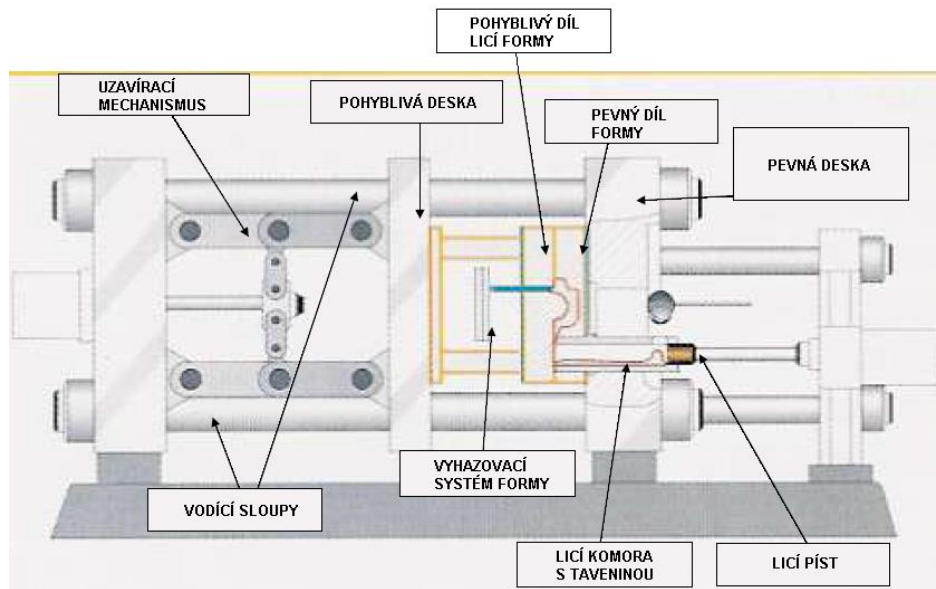 POHYBLIVÝ DÍL
LICÍ FORMY
UZAVÍRACÍ
MECHANISMUS
POHYBLIVÁ DESKA
PEVNÝ DÍL
FORMY
PEVNÁ DESKA
VYHAZOVACÍ
SYSTÉM FORMY
VODÍCÍ SLOUPY
LICÍ KOMORA
S TAVENINOU
LICÍ PÍST